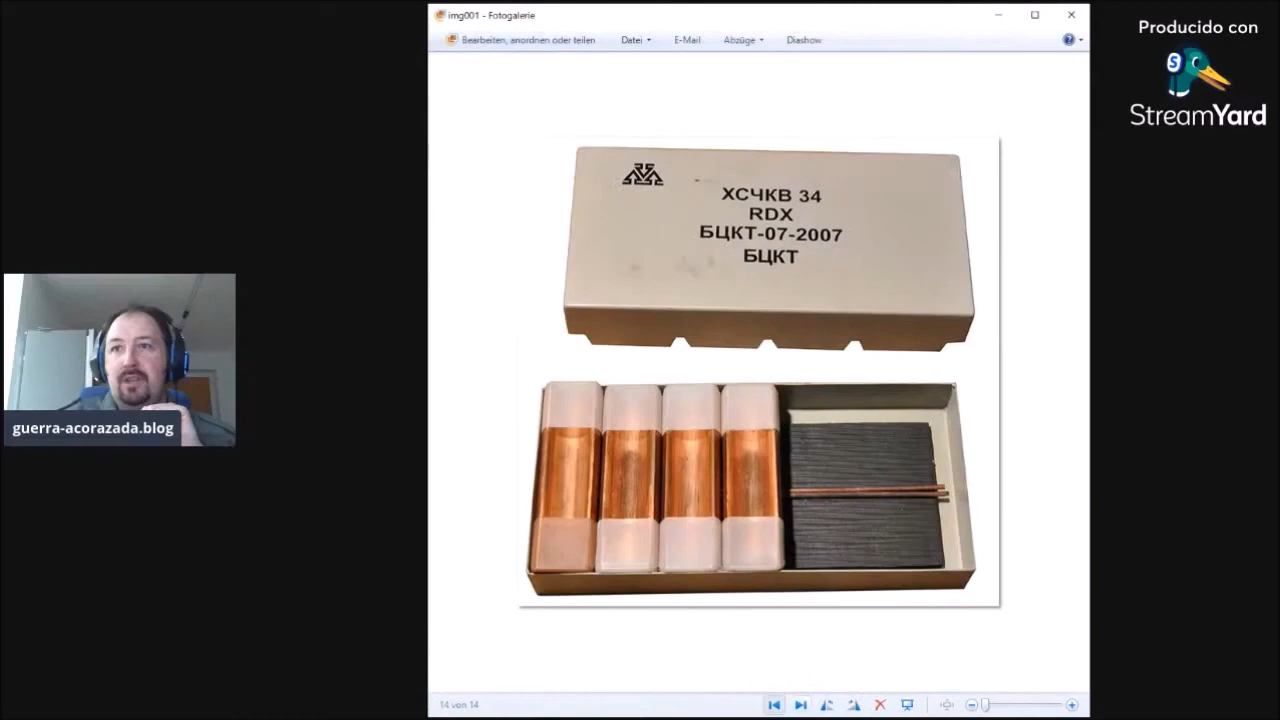 img001 - Fotogalerie
Bearbeiten, anordnen oder teilen Datei E-Mail Abzüge Diashow
Producido con
StreamYard
ХСЧКВ 34
RDX
БЦКТ-07-2007
БЦКТ
guerra-acorazada.blog
14 von 14